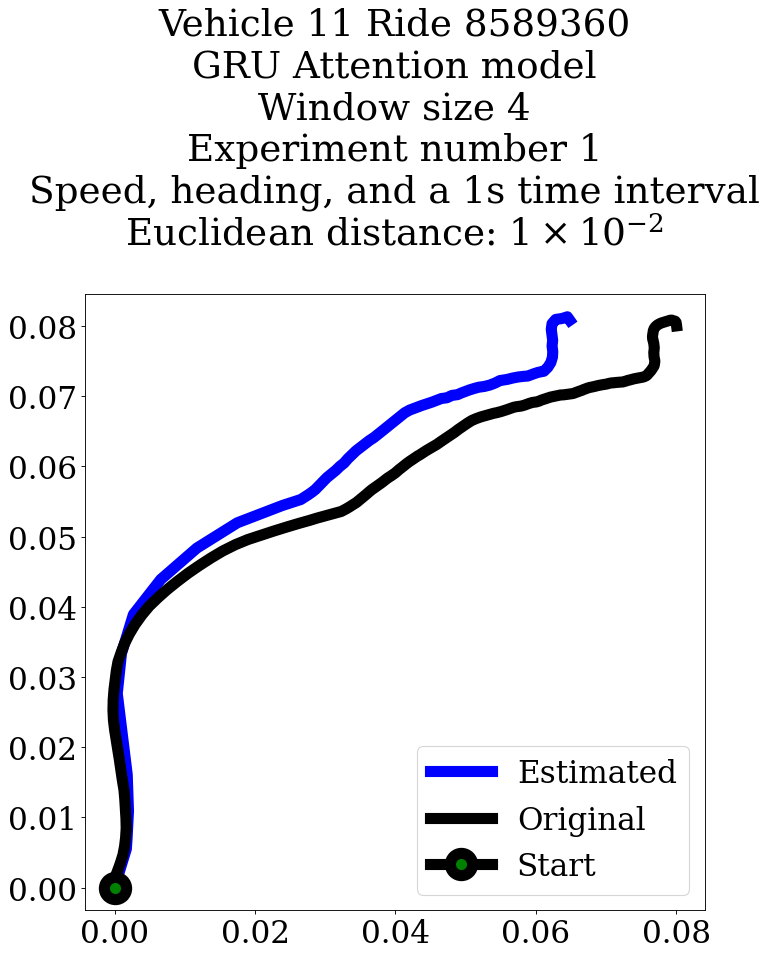 Vehicle 11 Ride 8589360
GRU Attention model
Window size 4
Experiment number 1
Speed, heading, and a 1s time interval
Euclidean distance: 1 × 10⁻²
0.08
0.07
0.06
0.05
0.04
0.03
0.02
0.01
0.00
Estimated
Original
Start
0.00 0.02 0.04 0.06 0.08